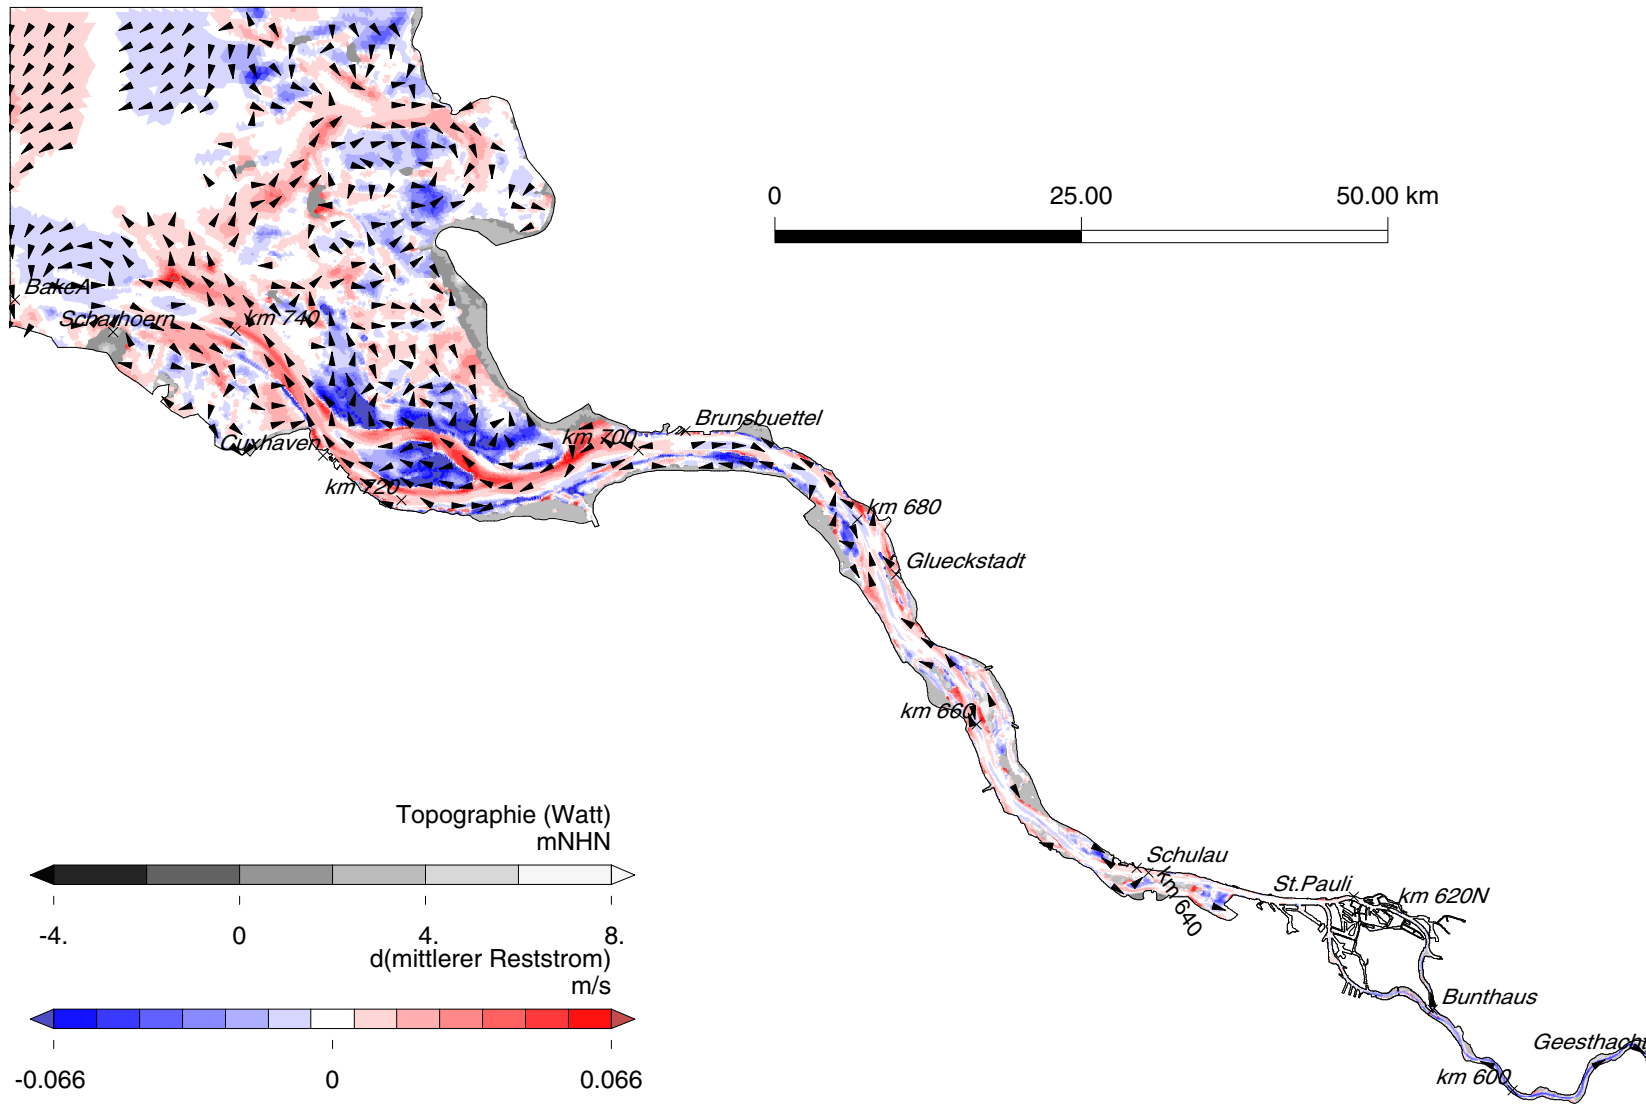 0 25.00 50.00 km
BakeA
Scharhoern
km 740
Cuxhaven
km 720
km 700
Brunsbuettel
km 680
Glueckstadt
km 660
Schulau
km 640
St.Pauli
km 620N
Bunthaus
Geesthacht
km 600
Topographie (Watt)
mNHN
-4. 0 4. 8.
d(mittlerer Reststrom)
m/s
-0.066 0 0.066